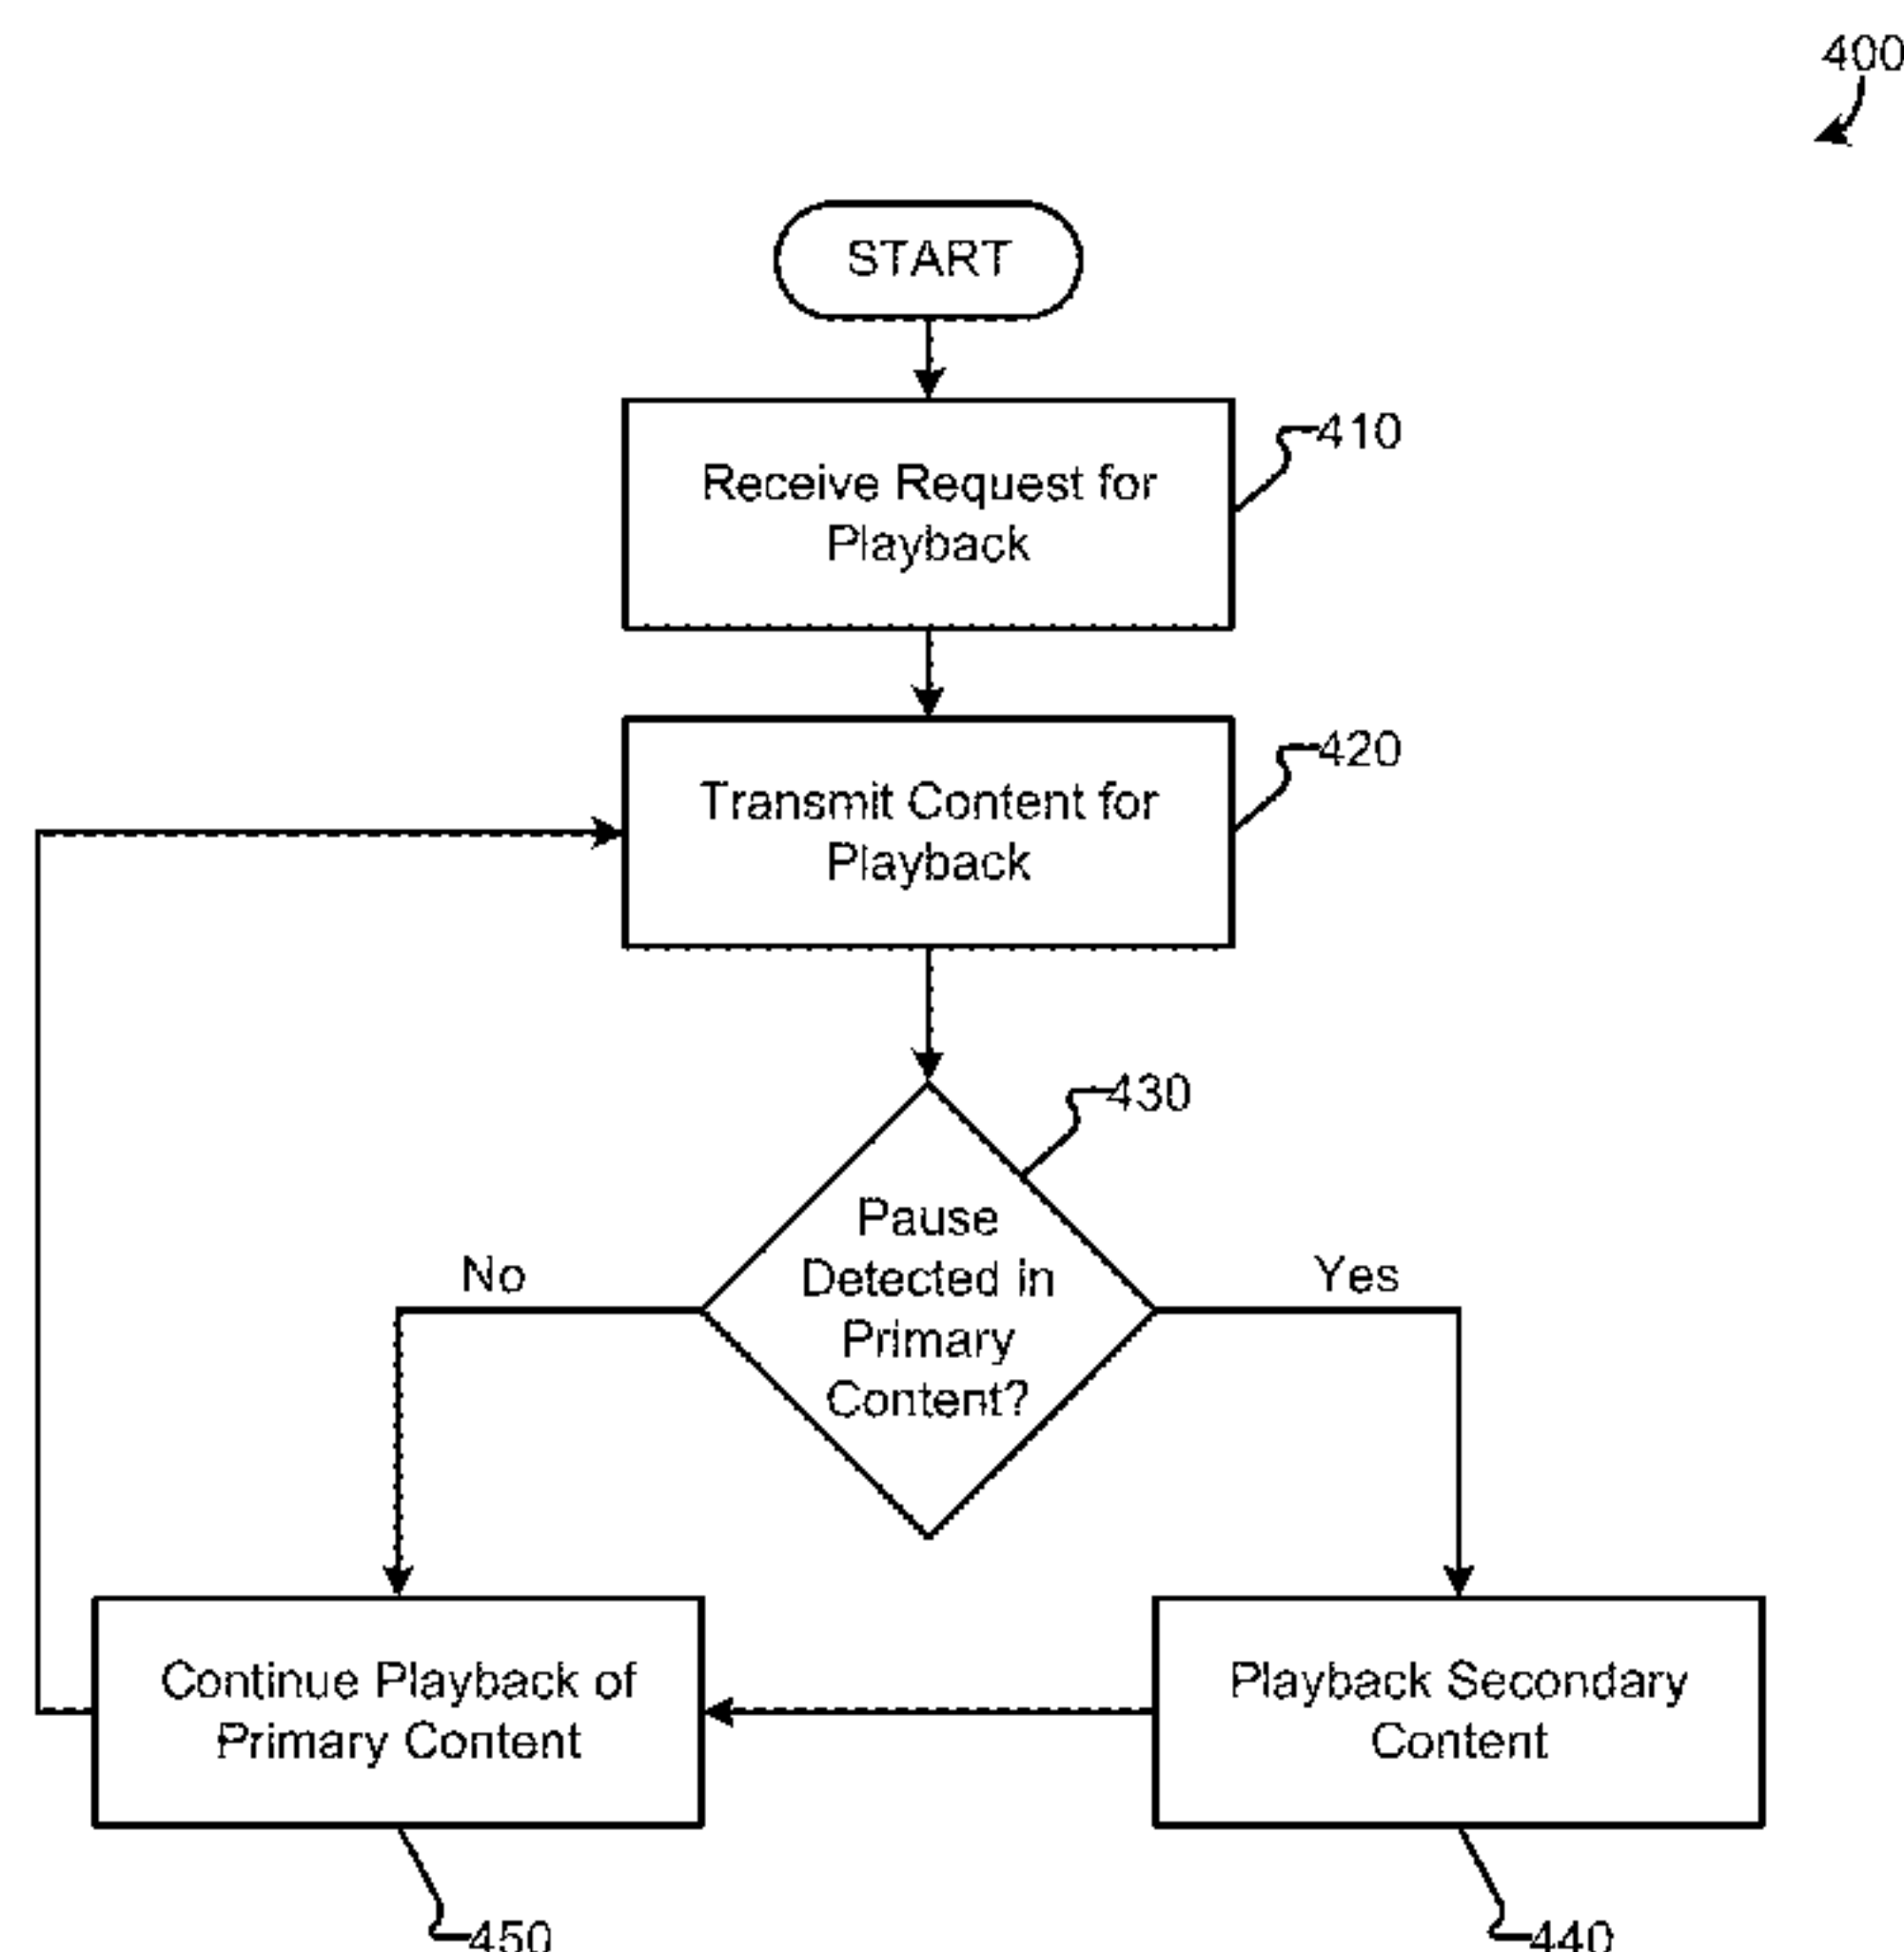 400
START
Receive Request for
Playback
410
Transmit Content for
Playback
420
430
Pause
Detected in
Primary
Content?
No
Yes
Continue Playback of
Primary Content
Playback Secondary
Content
450
440